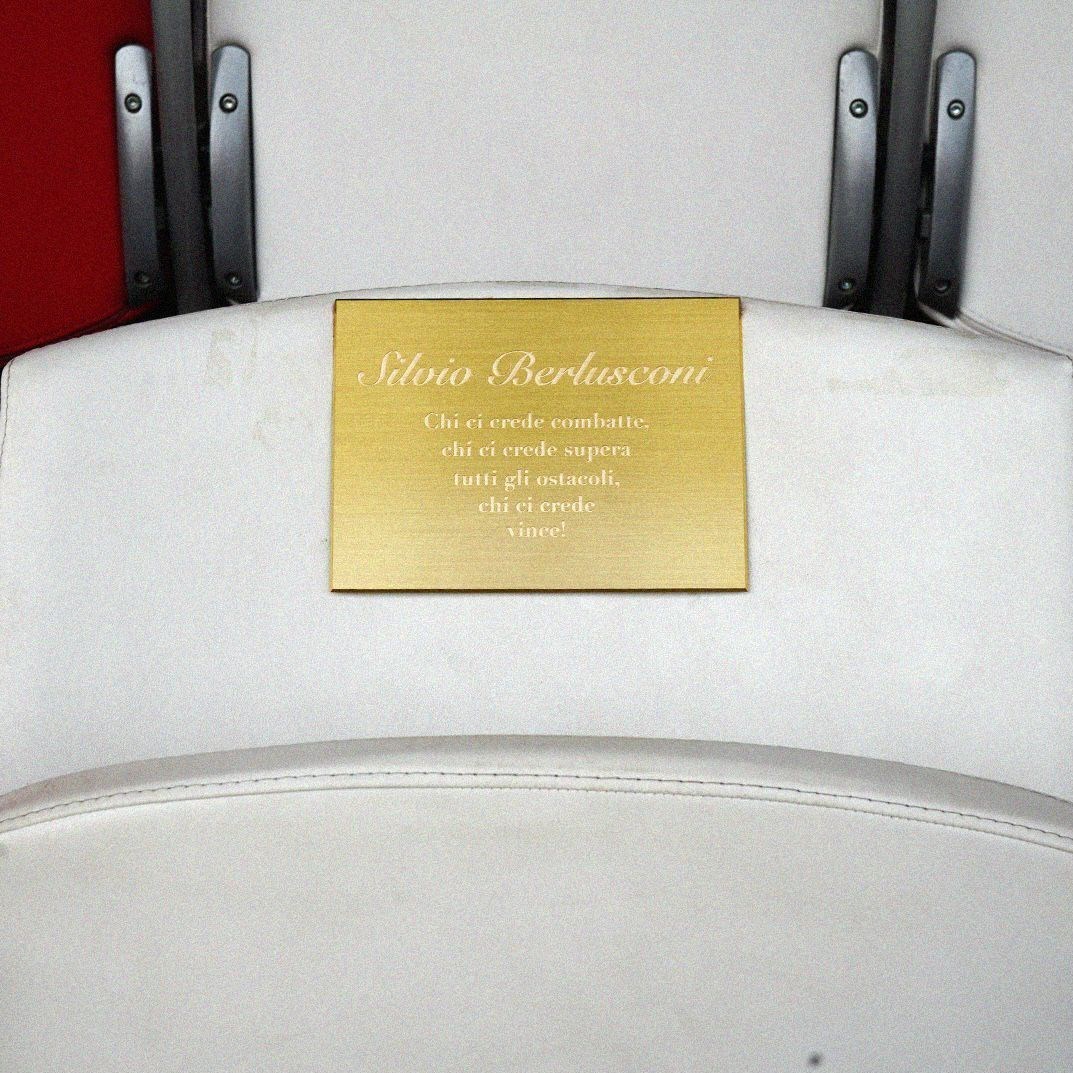 Silvio Berlusconi
Chi ci crede combatte,
chi ci crede supera
tutti gli ostacoli,
chi ci crede
vince!